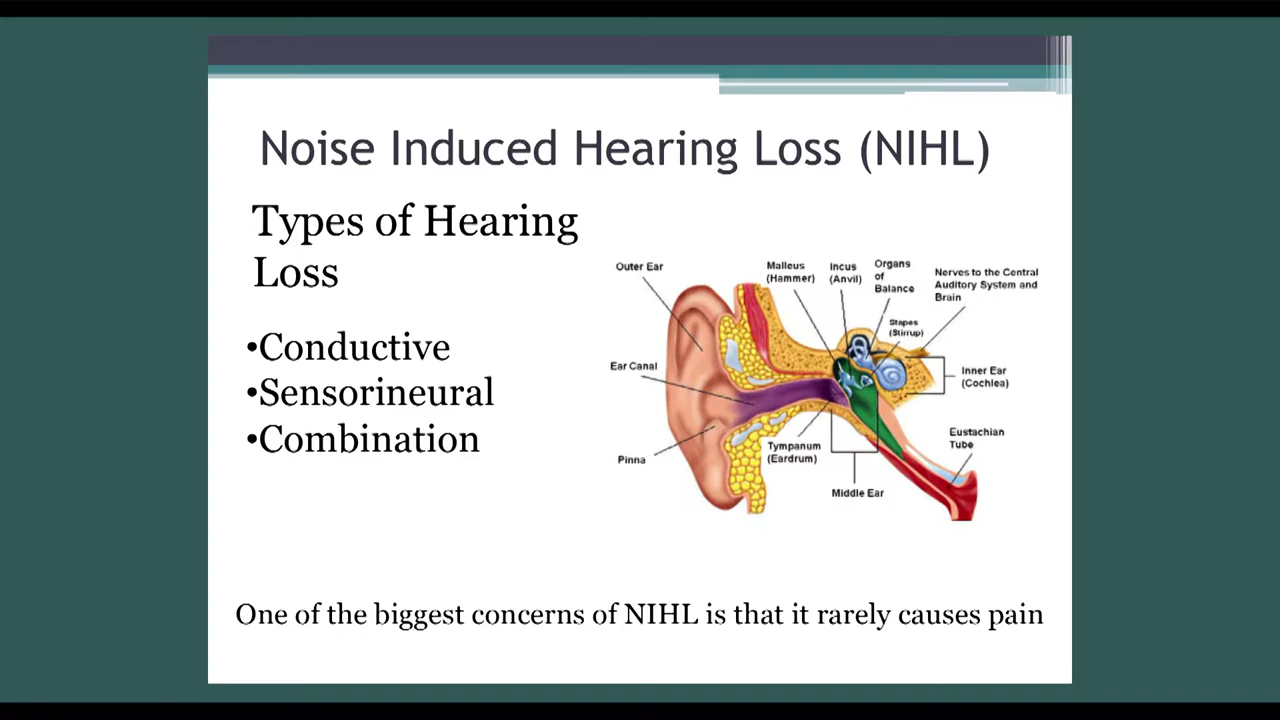 Noise Induced Hearing Loss (NIHL)
Types of Hearing
Loss
•Conductive
•Sensorineural
•Combination
Outer Ear
Malleus
(Hammer)
Incus
(Anvil)
Organs
of
Balance
Nerves to the Central
Auditory System and
Brain
Stapes
(Stirrup)
Ear Canal
Inner Ear
(Cochlea)
Eustachian
Tube
Tympanum
(Eardrum)
Pinna
Middle Ear
One of the biggest concerns of NIHL is that it rarely causes pain